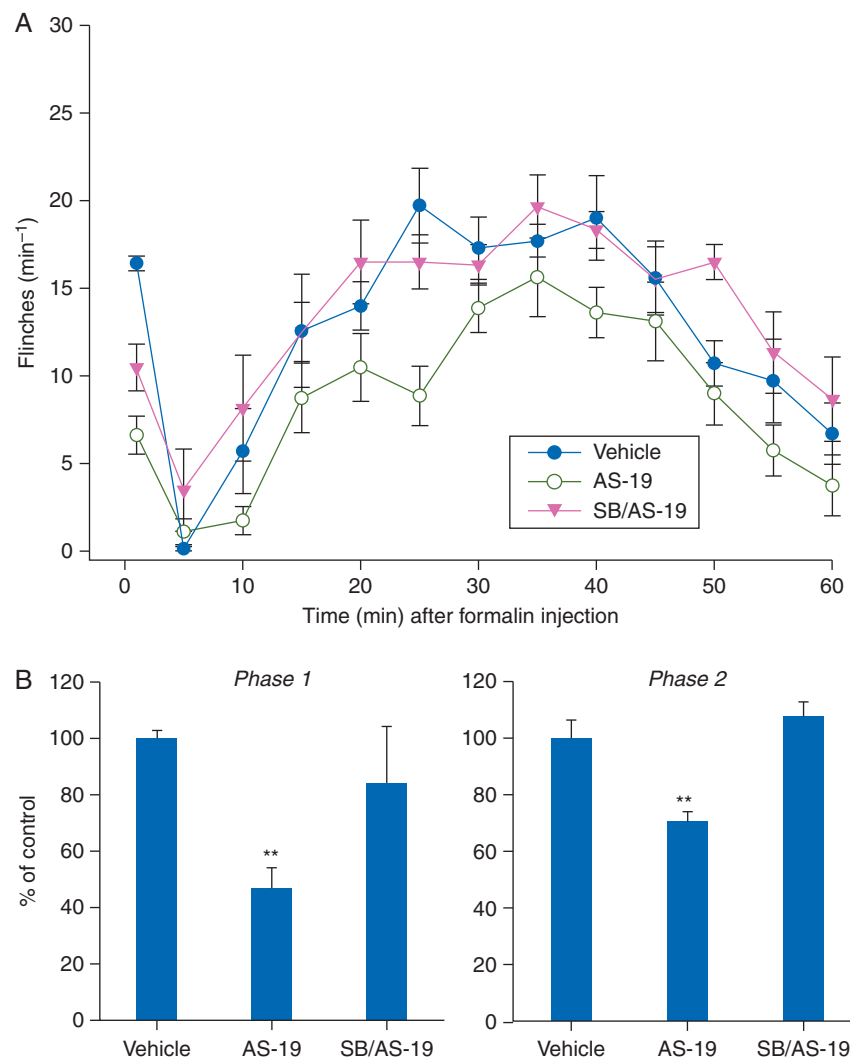 A
30
25
20
15
10
5
0
Flinches (min⁻¹)
Vehicle
AS-19
SB/AS-19
0 10 20 30 40 50 60
Time (min) after formalin injection
B
Phase 1
120
100
80
60
40
20
0
% of control
**
Vehicle AS-19 SB/AS-19
Phase 2
120
100
80
60
40
20
0
**
Vehicle AS-19 SB/AS-19